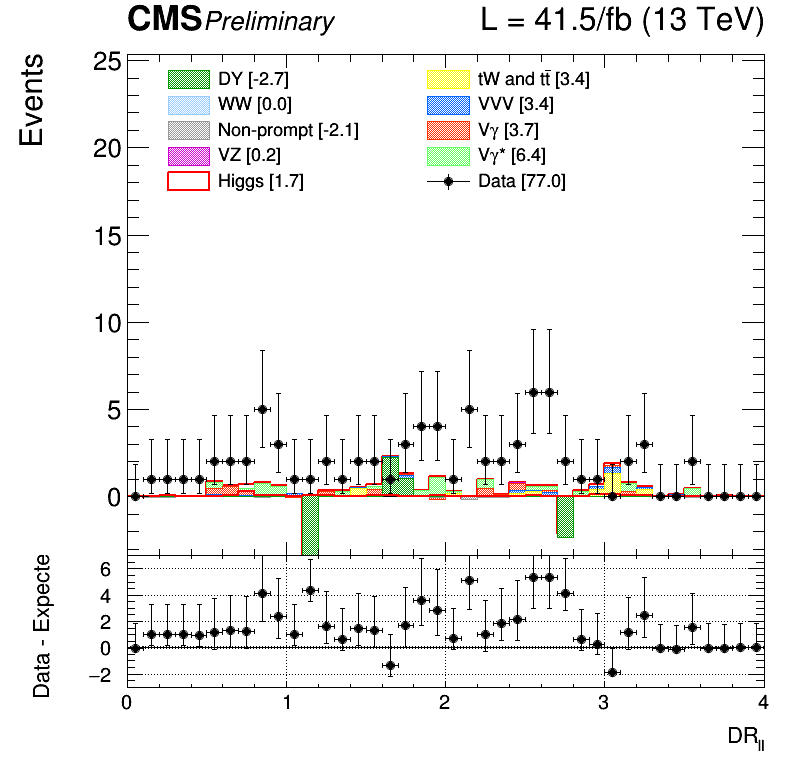 CMS Preliminary L = 41.5/fb (13 TeV)
Events
25
20
15
10
5
0
DY [-2.7]
WW [0.0]
Non-prompt [-2.1]
VZ [0.2]
Higgs [1.7]
tW and tt̄ [3.4]
VVV [3.4]
Vγ [3.7]
Vγ* [6.4]
Data [77.0]
Data - Expecte
6
4
2
0
−2
0 1 2 3 4
DRll